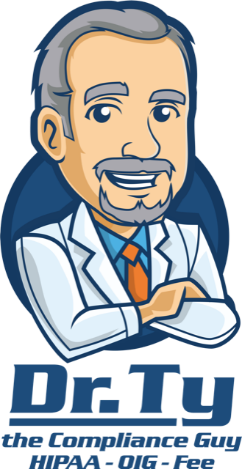 Dr. Ty
the Compliance Guy
HIPAA - OIG - Fee